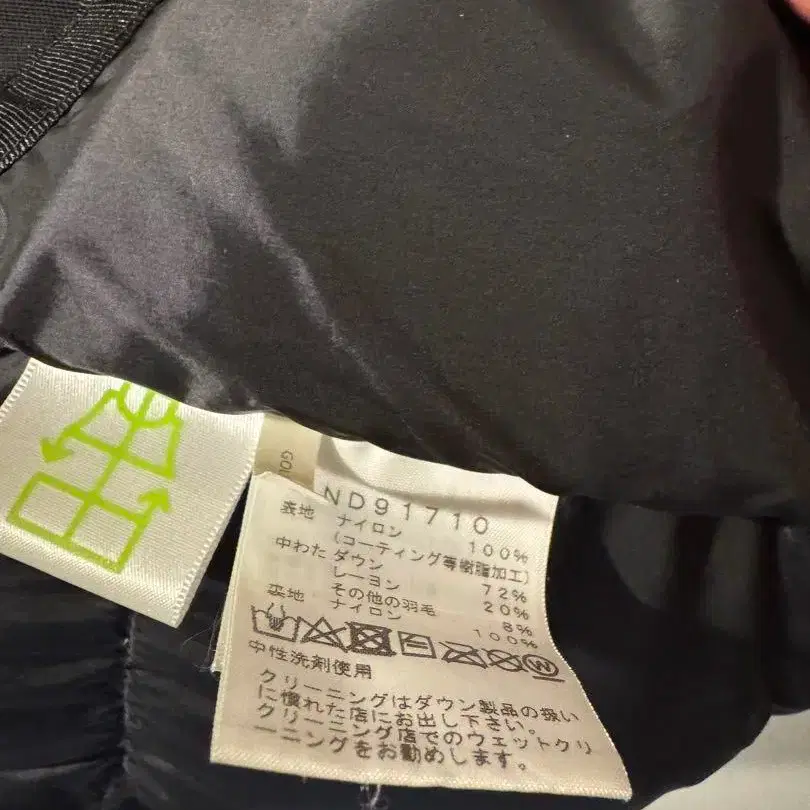 GO
ND91710
表地 ナイロン 100%
(コーティング等樹脂加工)
中わた ダウン 72%
レーヨン 20%
その他の羽毛 8%
裏地 ナイロン 100%
W
中性洗剤使用
クリーニングはダウン製品の扱い
に慣れた店にお出し下さい。
クリーニング店でのウェットクリ
ーニングをお勧めします。